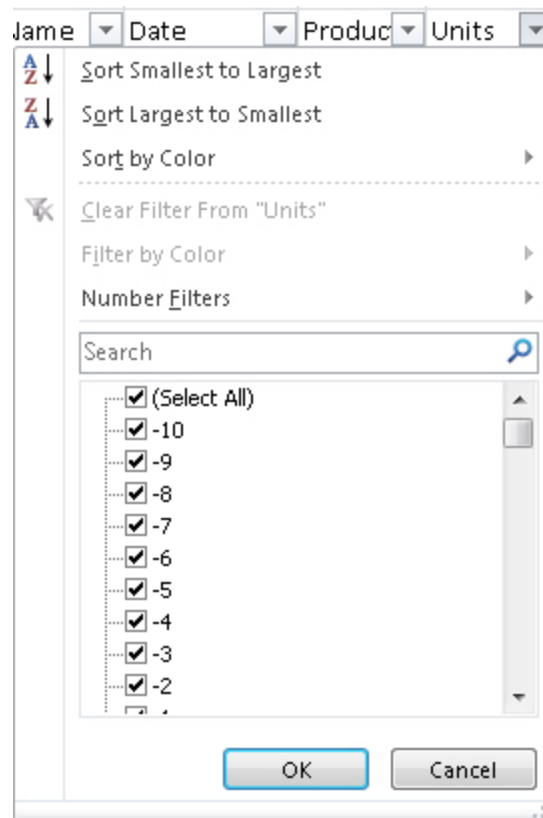 Name Date Produc Units
Sort Smallest to Largest
Sort Largest to Smallest
Sort by Color
Clear Filter From "Units"
Filter by Color
Number Filters
Search
(Select All)
-10
-9
-8
-7
-6
-5
-4
-3
-2
OK Cancel